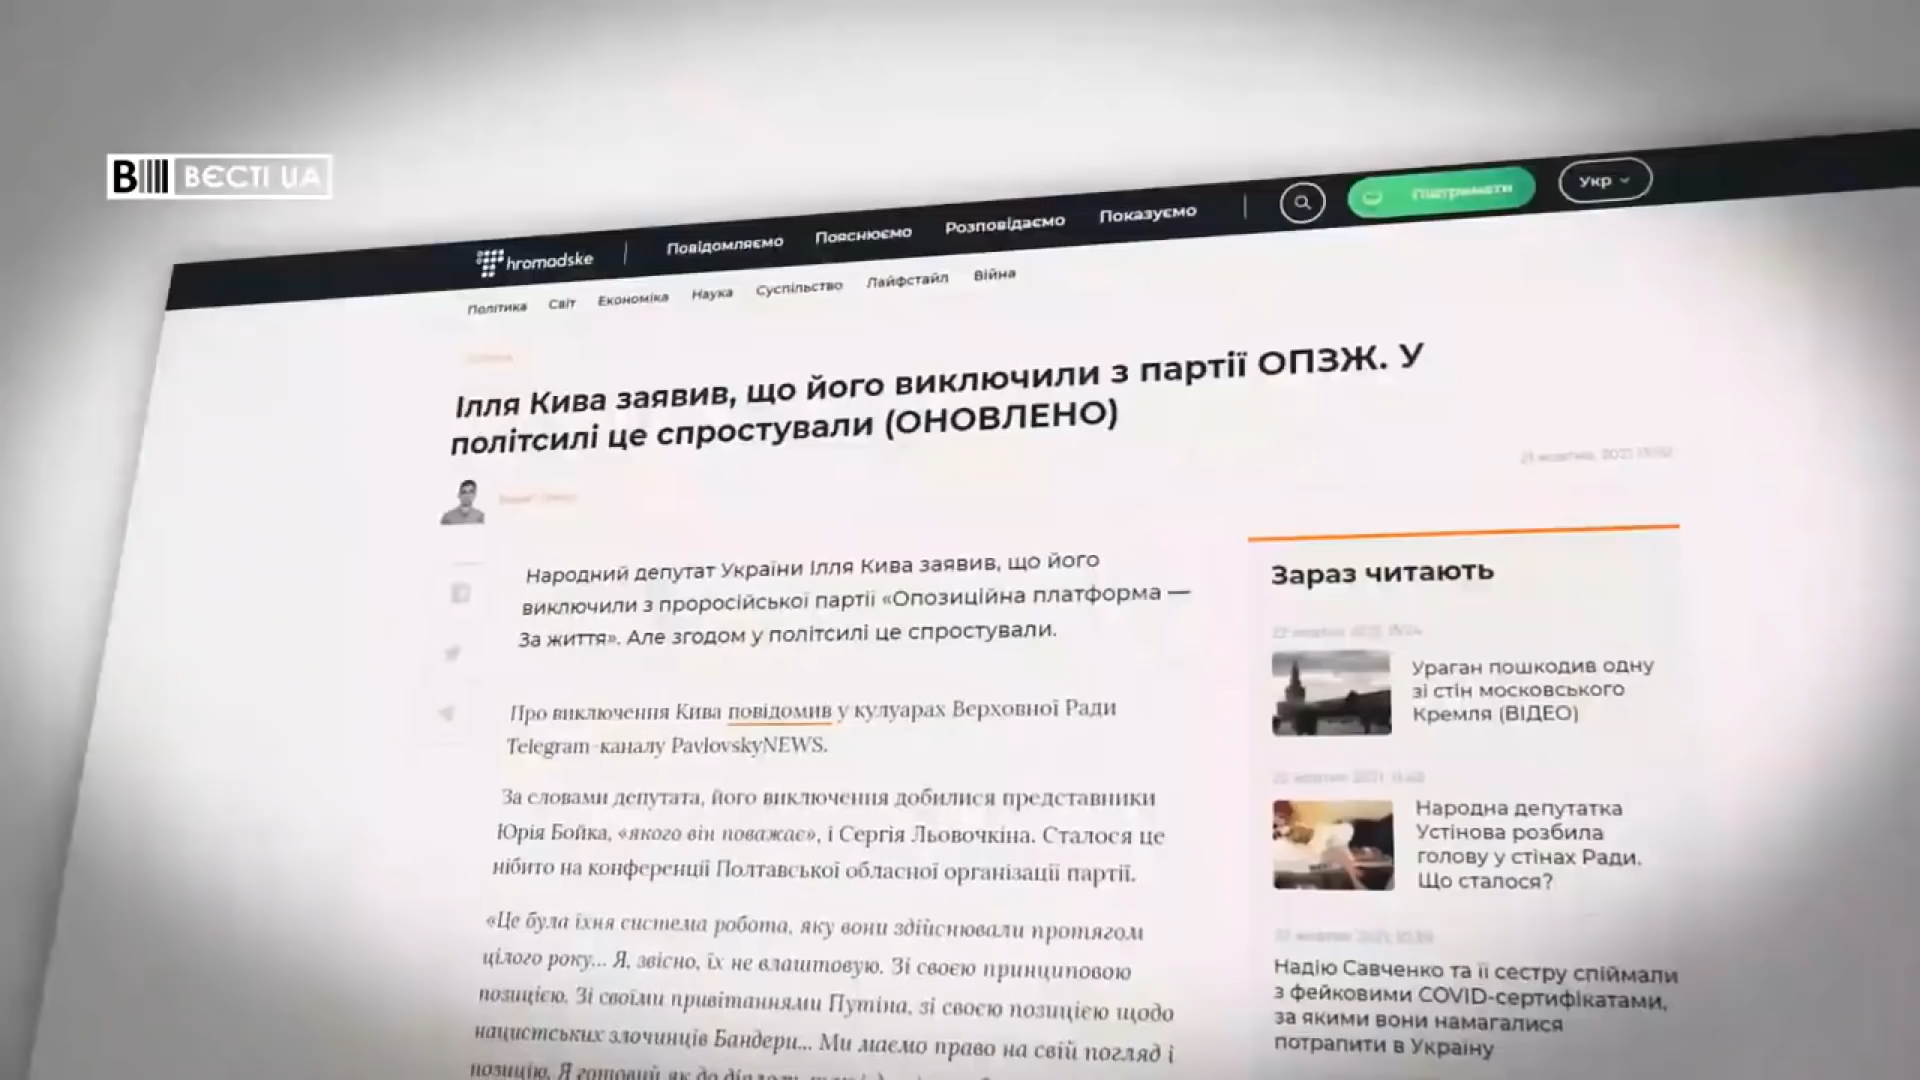 В ВЄСТІ UA
hromadske
Повідомляємо Пояснюємо Розповідаємо Показуємо
Підтримати
Укр
Політика Світ Економіка Наука Суспільство Лайфстайл Війна
Ілля Кива заявив, що його виключили з партії ОПЗЖ. У
політсилі це спростували (ОНОВЛЕНО)
Народний депутат України Ілля Кива заявив, що його
виключили з проросійської партії «Опозиційна платформа —
За життя». Але згодом у політсилі це спростували.
Про виключення Кива повідомив у кулуарах Верховної Ради
Telegram-каналу PavlovskyNEWS.
За словами депутата, його виключення добилися представники
Юрія Бойка, «якого він поважає», і Сергія Льовочкіна. Сталося це
нібито на конференції Полтавської обласної організації партії.
«Це була їхня система робота, яку вони здійснювали протягом
цілого року... Я, звісно, їх не влаштовую. Зі своєю принциповою
позицією. Зі своїми привітаннями Путіна, зі своєю позицією щодо
нацистських злочинців Бандери... Ми маємо право на свій погляд і
позицію. Я готовий
Зараз читають
Ураган пошкодив одну
зі стін московського
Кремля (ВІДЕО)
Народна депутатка
Устінова розбила
голову у стінах Ради.
Що сталося?
Надію Савченко та її сестру спіймали
з фейковими COVID-сертифікатами,
за якими вони намагалися
потрапити в Україну